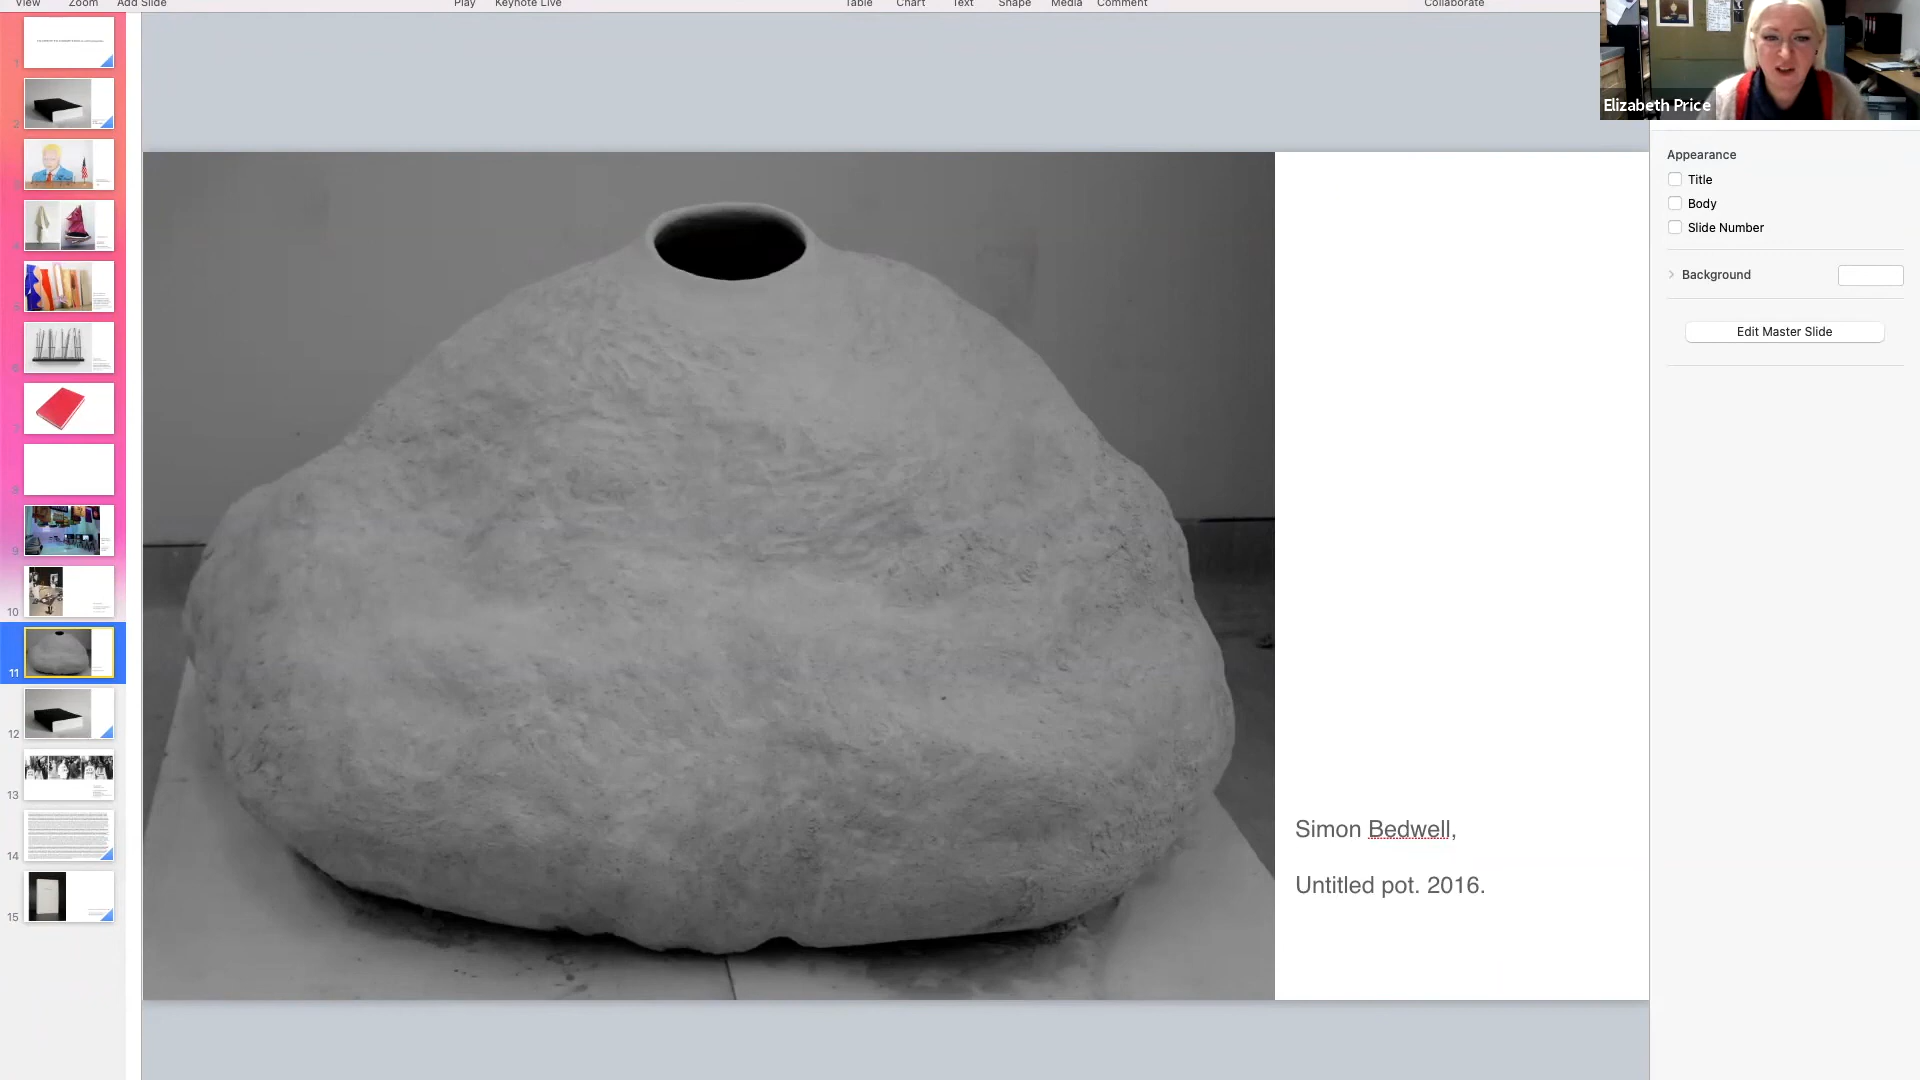 View Zoom Add Slide Play Keynote Live Table Chart Text Shape Media Comment Collaborate
Elizabeth Price
Appearance
Title
Body
Slide Number
Background
Edit Master Slide
10
11
12
13
14
15
Simon Bedwell,
Untitled pot. 2016.